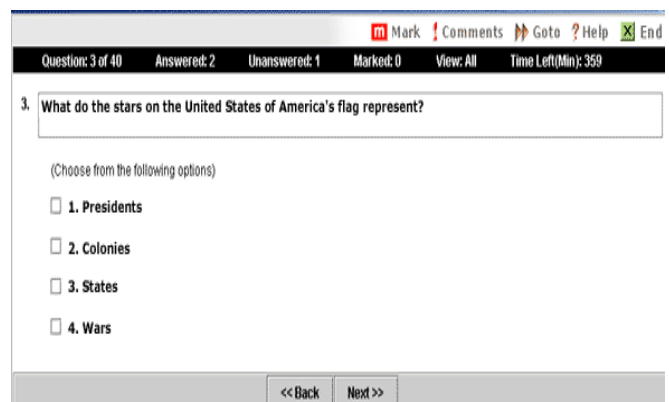 m Mark ! Comments Goto ? Help X End
Question: 3 of 40 Answered: 2 Unanswered: 1 Marked: 0 View: All Time Left(Min): 359
3. What do the stars on the United States of America's flag represent?
(Choose from the following options)
1. Presidents
2. Colonies
3. States
4. Wars
<< Back Next >>